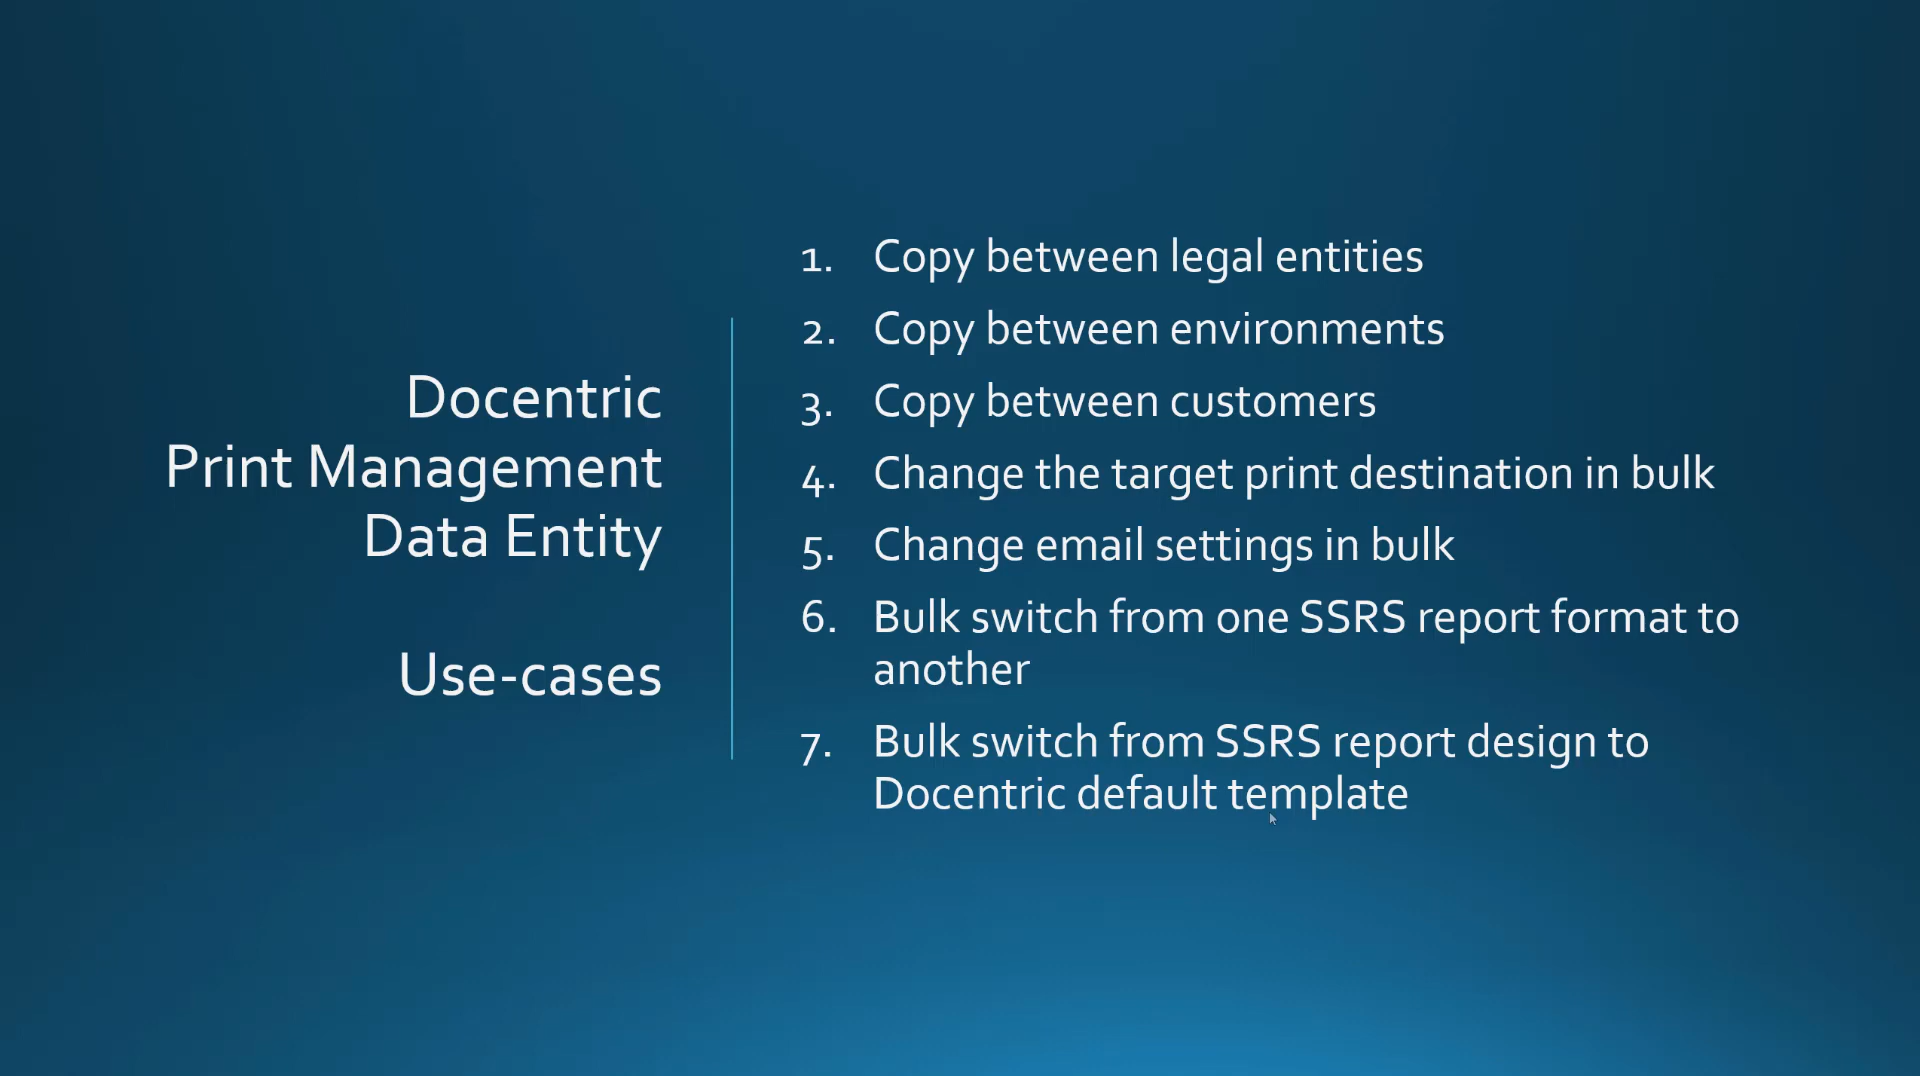 Docentric
Print Management
Data Entity
Use-cases
1. Copy between legal entities
2. Copy between environments
3. Copy between customers
4. Change the target print destination in bulk
5. Change email settings in bulk
6. Bulk switch from one SSRS report format to
another
7. Bulk switch from SSRS report design to
Docentric default template